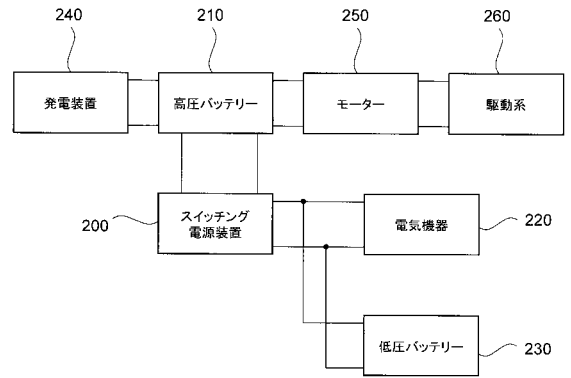 240
210
250
260
発電装置
高圧バッテリー
モーター
駆動系
200
スイッチング
電源装置
電気機器
220
低圧バッテリー
230